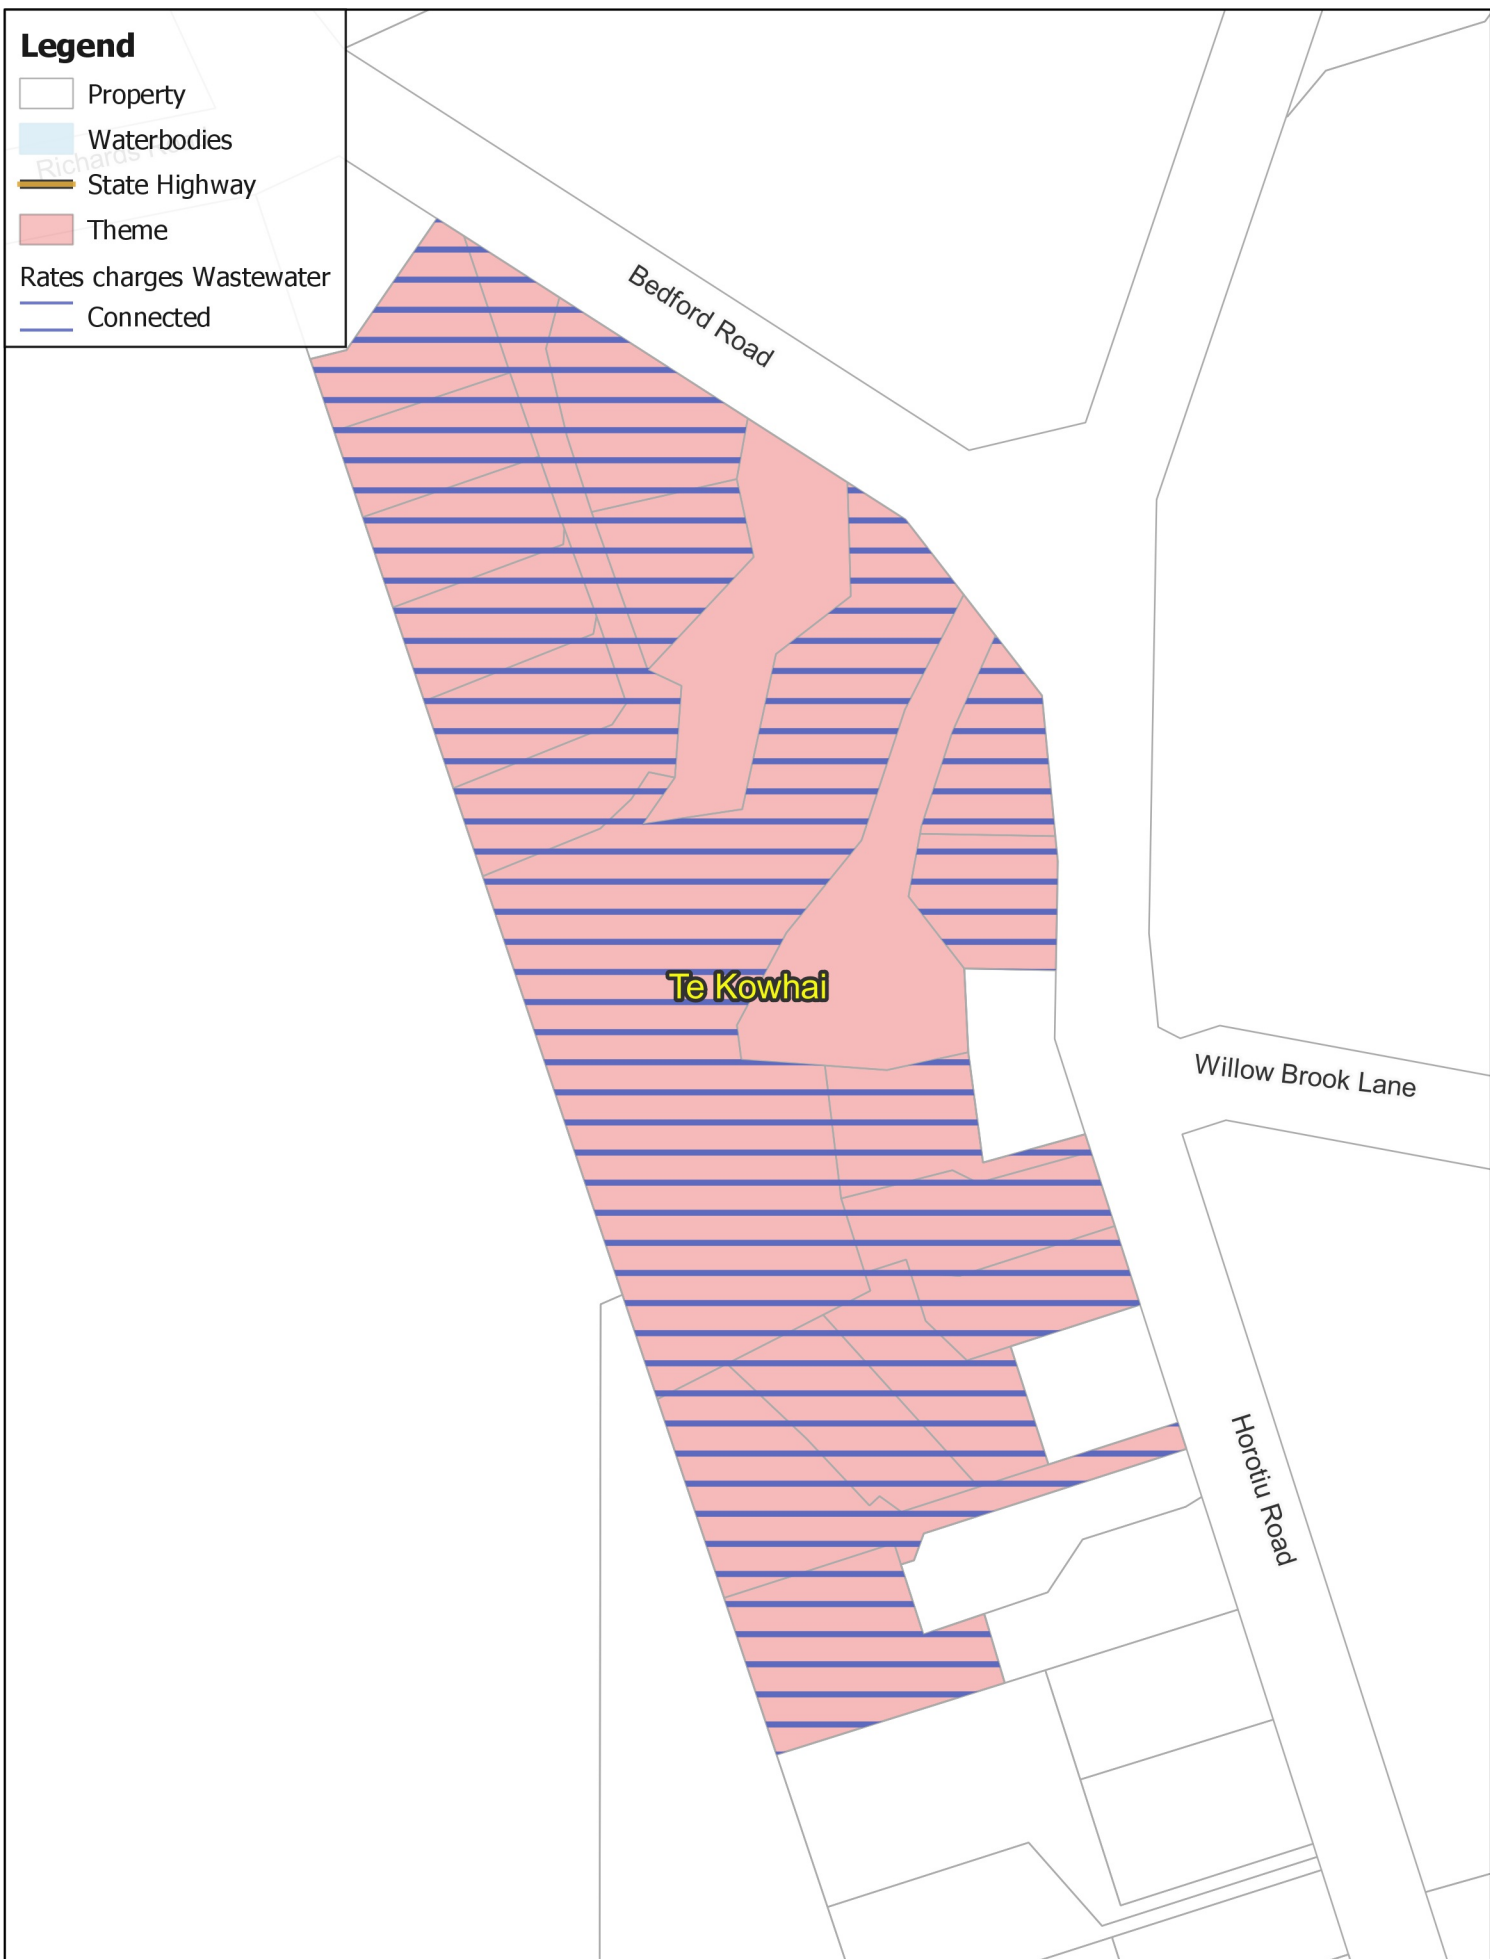 Legend
Property
Waterbodies
Richards
State Highway
Theme
Rates charges Wastewater
Connected
Bedford Road
Te Kowhai
Willow Brook Lane
Horotiu Road